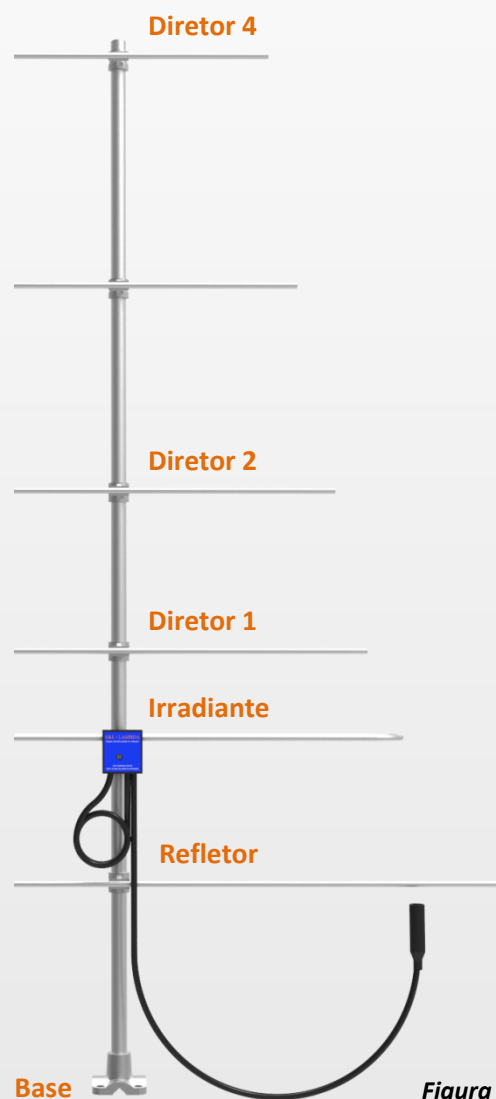 Diretor 4
Diretor 2
Diretor 1
Irradiante
Refletor
Base
Figura